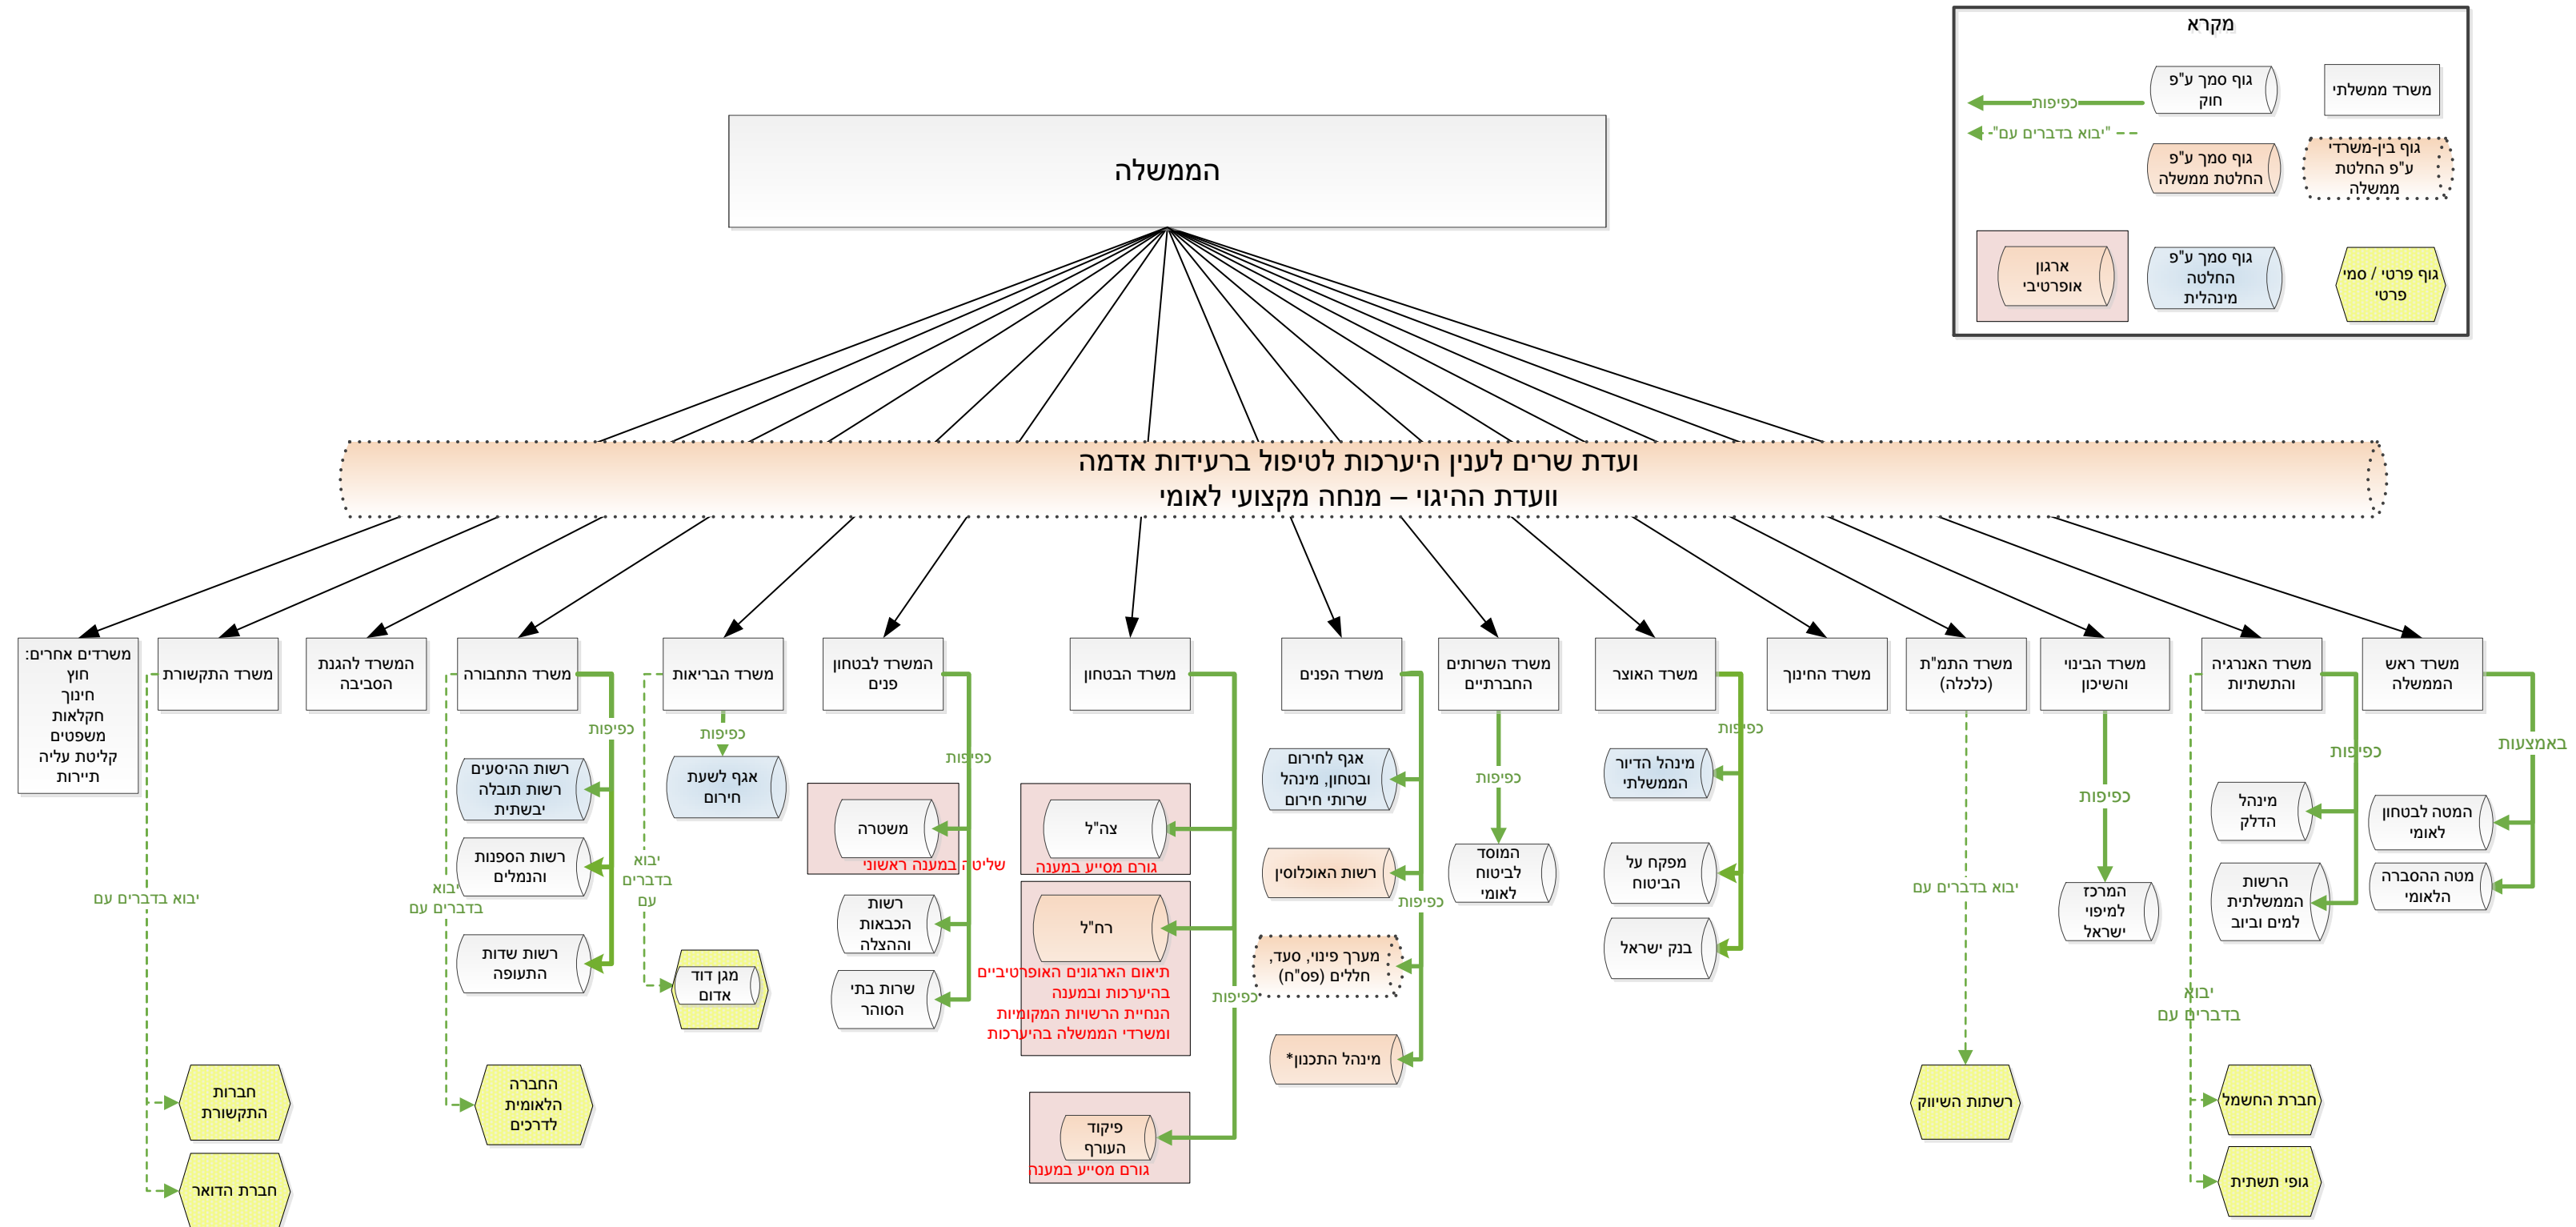 מקרא
משרד ממשלתי
גוף סמך ע"פ
חוק
כפיפות
"יבוא בדברים עם"
גוף בין-משרדי
ע"פ החלטת
ממשלה
גוף סמך ע"פ
החלטת ממשלה
גוף פרטי / סמי
פרטי
גוף סמך ע"פ
החלטה
מינהלית
ארגון
אופרטיבי
הממשלה
ועדת שרים לענין היערכות לטיפול ברעידות אדמה
וועדת ההיגוי – מנחה מקצועי לאומי
משרד ראש
הממשלה
באמצעות
המטה לבטחון
לאומי
מטה ההסברה
הלאומי
משרד האנרגיה
והתשתיות
כפיפות
מינהל
הדלק
הרשות
הממשלתית
למים וביוב
יבוא
בדברים עם
חברת החשמל
גופי תשתית
משרד הבינוי
והשיכון
כפיפות
המרכז
למיפוי
ישראל
משרד התמ"ת
(כלכלה)
יבוא בדברים עם
רשתות השיווק
משרד החינוך
משרד האוצר
כפיפות
מינהל הדיור
הממשלתי
מפקח על
הביטוח
בנק ישראל
משרד השרותים
החברתיים
כפיפות
המוסד
לביטוח
לאומי
משרד הפנים
אגף לחירום
ובטחון, מינהל
שרותי חירום
רשות האוכלוסין
כפיפות
מערך פינוי, סעד,
חללים (פס"ח)
מינהל התכנון*
משרד הבטחון
צה"ל
גורם מסייע במענה
רח"ל
תיאום הארגונים האופרטיביים
בהיערכות ובמענה
הנחיית הרשויות המקומיות
ומשרדי הממשלה בהיערכות
כפיפות
פיקוד
העורף
גורם מסייע במענה
המשרד לבטחון
פנים
כפיפות
משטרה
שליטה במענה ראשוני
רשות
הכבאות
וההצלה
שרות בתי
הסוהר
משרד הבריאות
כפיפות
אגף לשעת
חירום
יבוא
בדברים
עם
מגן דוד
אדום
משרד התחבורה
כפיפות
רשות ההיסעים
רשות תובלה
יבשתית
רשות הספנות
והנמלים
יבוא
בדברים עם
רשות שדות
התעופה
החברה
הלאומית
לדרכים
המשרד להגנת
הסביבה
משרד התקשורת
יבוא בדברים עם
חברות
התקשורת
חברת הדואר
משרדים אחרים:
חוץ
חינוך
חקלאות
משפטים
קליטת עליה
תיירות